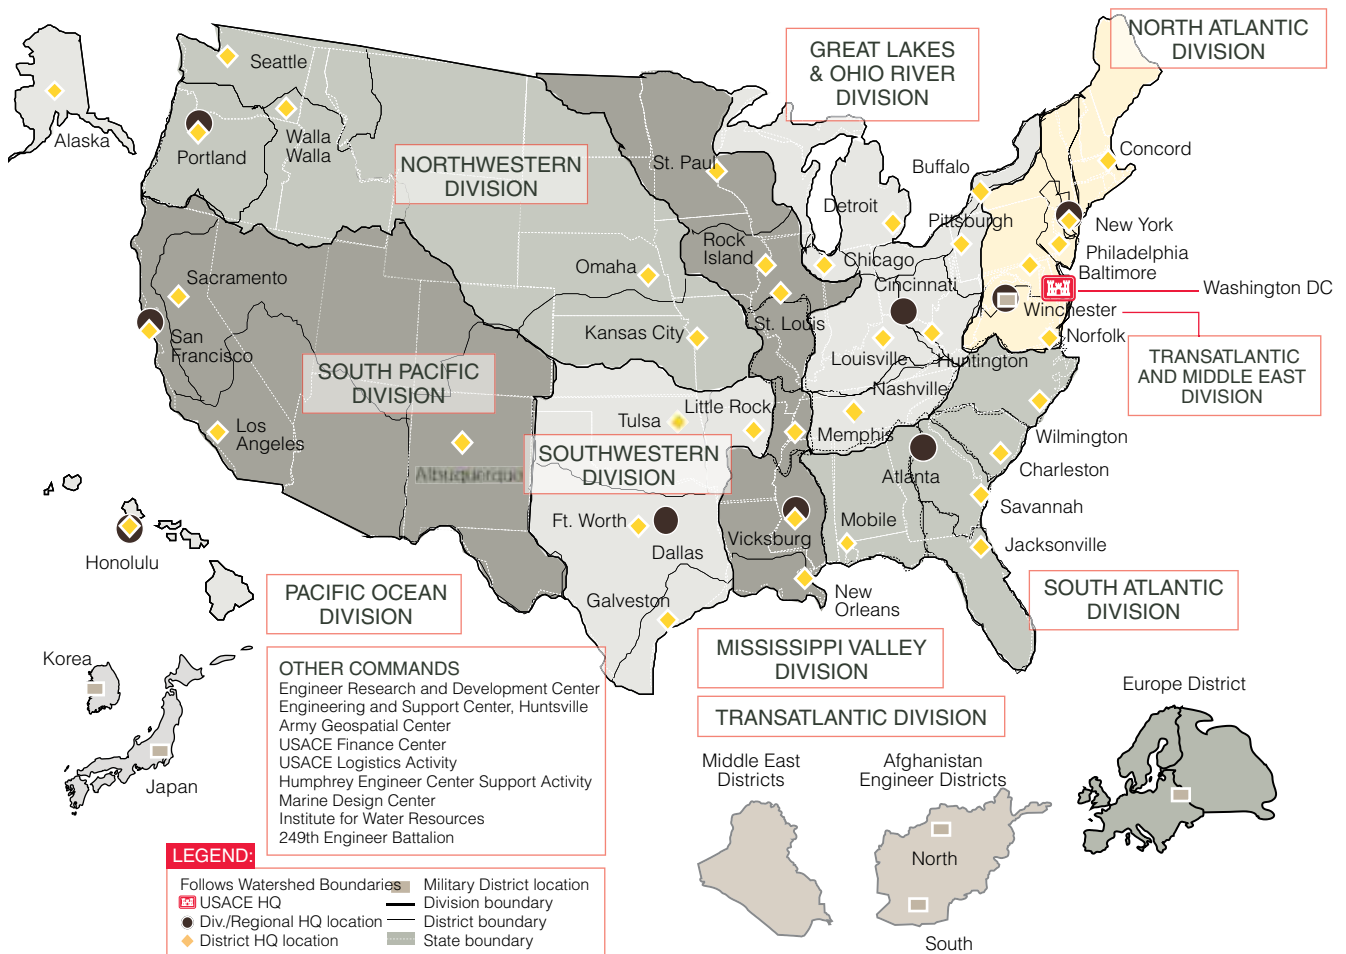 NORTH ATLANTIC
DIVISION
GREAT LAKES
& OHIO RIVER
DIVISION
Seattle
Alaska
Walla
Walla
Portland
NORTHWESTERN
DIVISION
St. Paul
Buffalo
Concord
Detroit
Pittsburgh
New York
Rock
Island
Philadelphia
Chicago
Baltimore
Omaha
Sacramento
Cincinnati
Washington DC
Winchester
St. Louis
Kansas City
San
Francisco
Norfolk
Louisville
Huntington
TRANSATLANTIC
AND MIDDLE EAST
DIVISION
SOUTH PACIFIC
DIVISION
Nashville
Little Rock
Tulsa
Los
Angeles
Memphis
Wilmington
SOUTHWESTERN
DIVISION
Albuquerque
Atlanta
Charleston
Savannah
Ft. Worth
Mobile
Vicksburg
Dallas
Jacksonville
Honolulu
PACIFIC OCEAN
DIVISION
Galveston
New
Orleans
SOUTH ATLANTIC
DIVISION
MISSISSIPPI VALLEY
DIVISION
Korea
OTHER COMMANDS
Engineer Research and Development Center
Engineering and Support Center, Huntsville
Army Geospatial Center
USACE Finance Center
USACE Logistics Activity
Humphrey Engineer Center Support Activity
Marine Design Center
Institute for Water Resources
249th Engineer Battalion
Japan
TRANSATLANTIC DIVISION
Europe District
Middle East
Districts
Afghanistan
Engineer Districts
North
South
LEGEND:
Follows Watershed Boundaries
USACE HQ
Div./Regional HQ location
District HQ location
Military District location
Division boundary
District boundary
State boundary